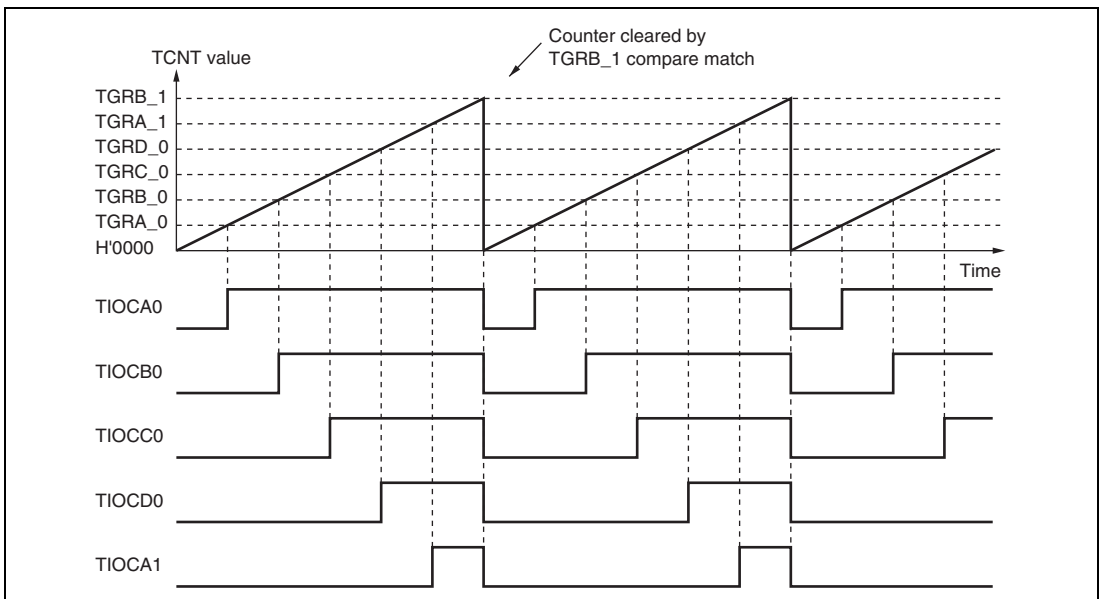 Counter cleared by
TGRB_1 compare match
TCNT value
TGRB_1
TGRA_1
TGRD_0
TGRC_0
TGRB_0
TGRA_0
H'0000
Time
TIOCA0
TIOCB0
TIOCC0
TIOCD0
TIOCA1